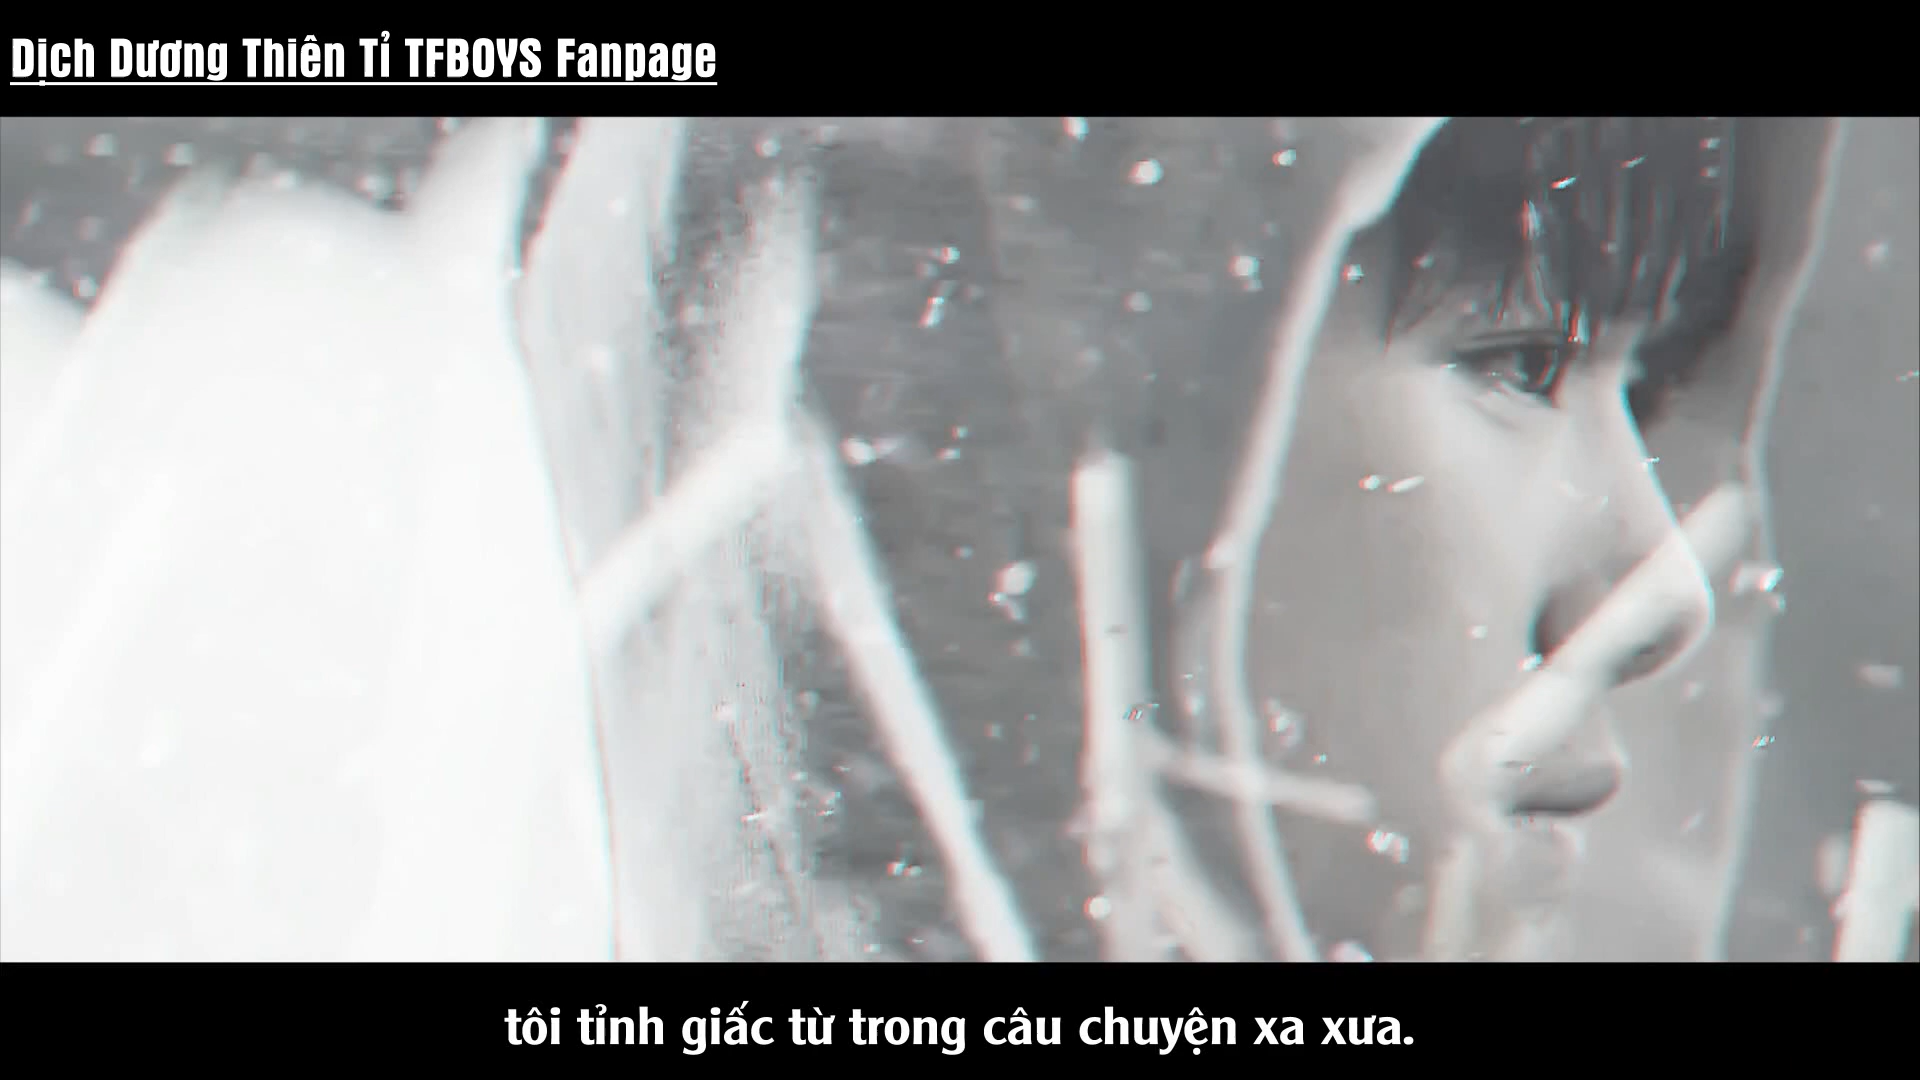 Dịch Dương Thiên Tỉ TFBOYS Fanpage
tôi tỉnh giấc từ trong câu chuyện xa xưa.